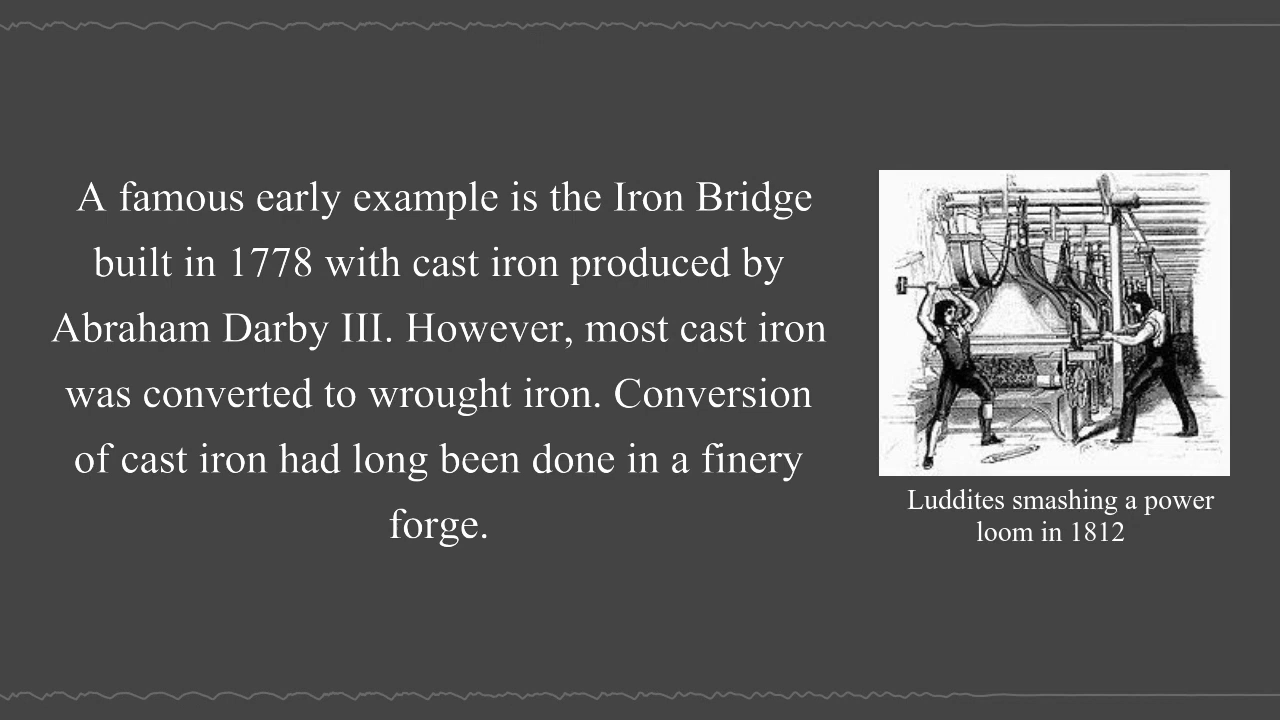 A famous early example is the Iron Bridge
built in 1778 with cast iron produced by
Abraham Darby III. However, most cast iron
was converted to wrought iron. Conversion
of cast iron had long been done in a finery
forge.
Luddites smashing a power
loom in 1812